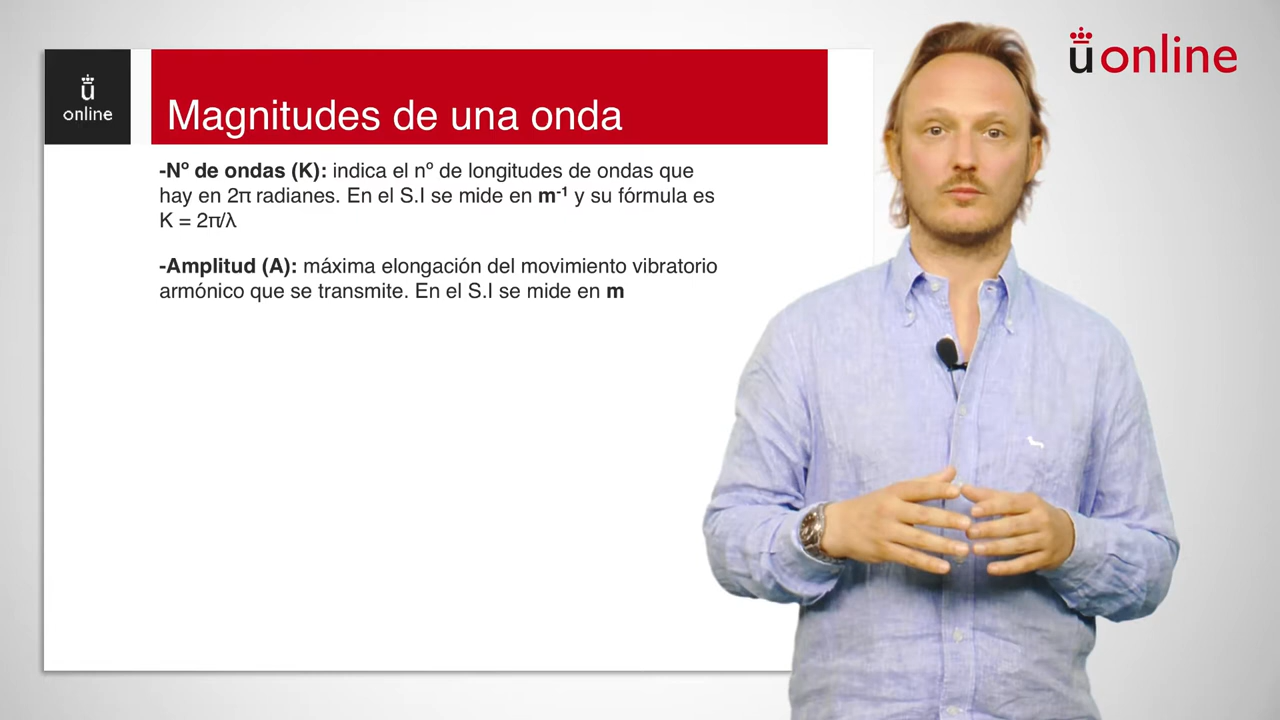 ū online
ū
online
Magnitudes de una onda
-Nº de ondas (K): indica el nº de longitudes de ondas que
hay en 2π radianes. En el S.I se mide en m⁻¹ y su fórmula es
K = 2π/λ
-Amplitud (A): máxima elongación del movimiento vibratorio
armónico que se transmite. En el S.I se mide en m